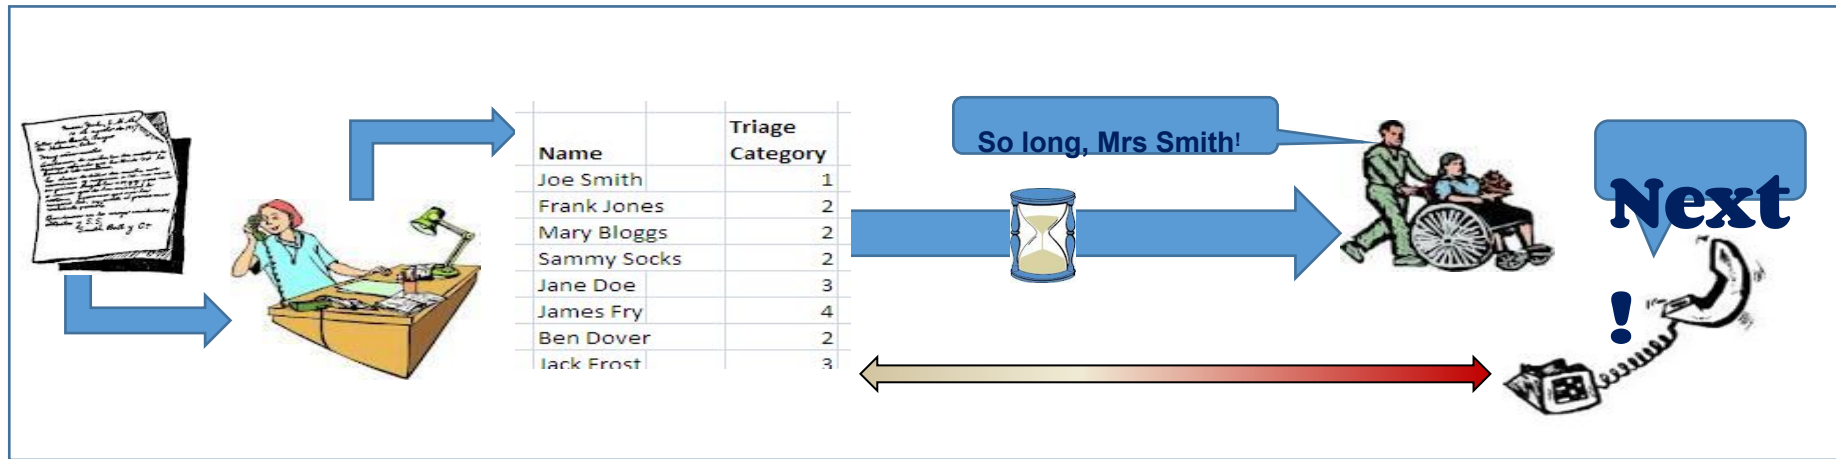 Name Triage Category
Joe Smith 1
Frank Jones 2
Mary Bloggs 2
Sammy Socks 2
Jane Doe 3
James Fry 4
Ben Dover 2
Jack Frost 3
So long, Mrs Smith!
Next
!